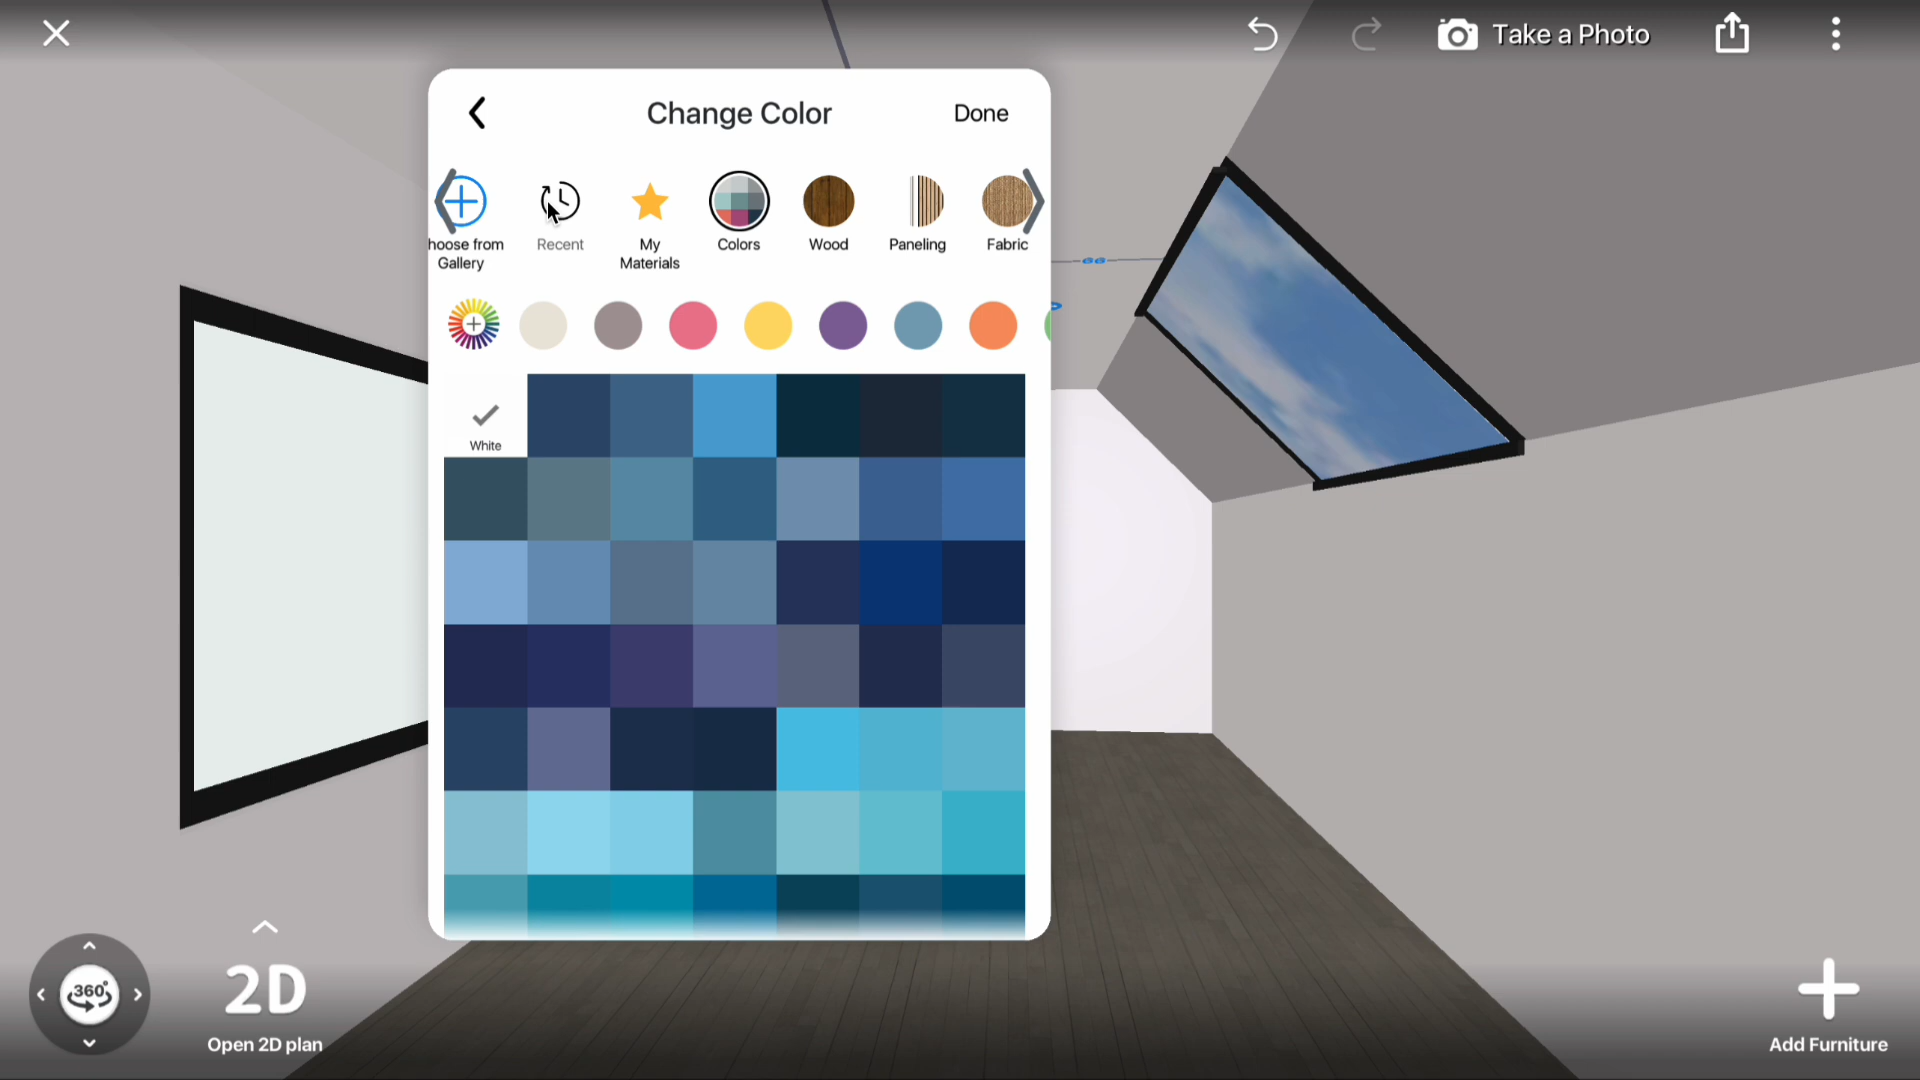 Take a Photo
Change Color
Done
hoose from
Gallery
Recent
My
Materials
Colors
Wood
Paneling
Fabric
White
360°
2D
Open 2D plan
Add Furniture